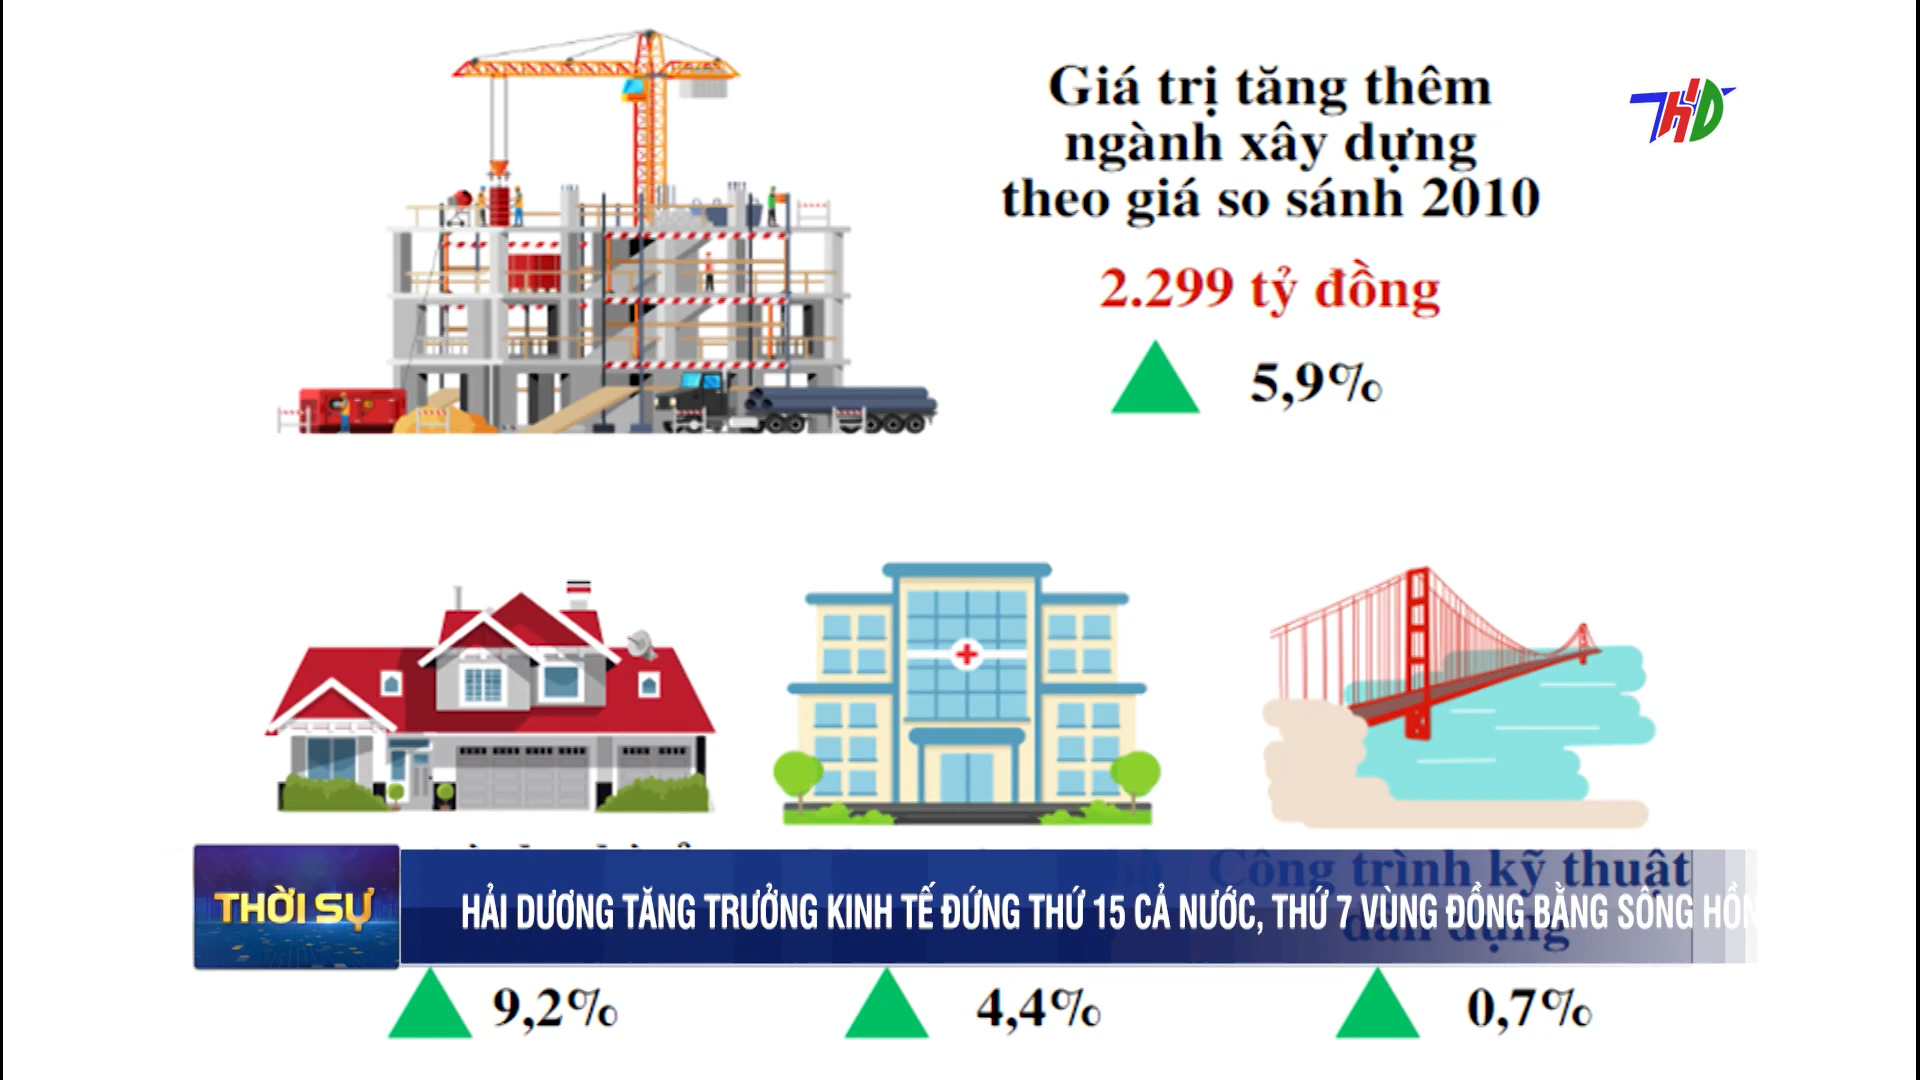 Giá trị tăng thêm
ngành xây dựng
theo giá so sánh 2010
THD
2.299 tỷ đồng
5,9%
Công trình kỹ thuật
dân dụng
THỜI SỰ
HẢI DƯƠNG TĂNG TRƯỞNG KINH TẾ ĐỨNG THỨ 15 CẢ NƯỚC, THỨ 7 VÙNG ĐỒNG BẰNG SÔNG
9,2%
4,4%
0,7%